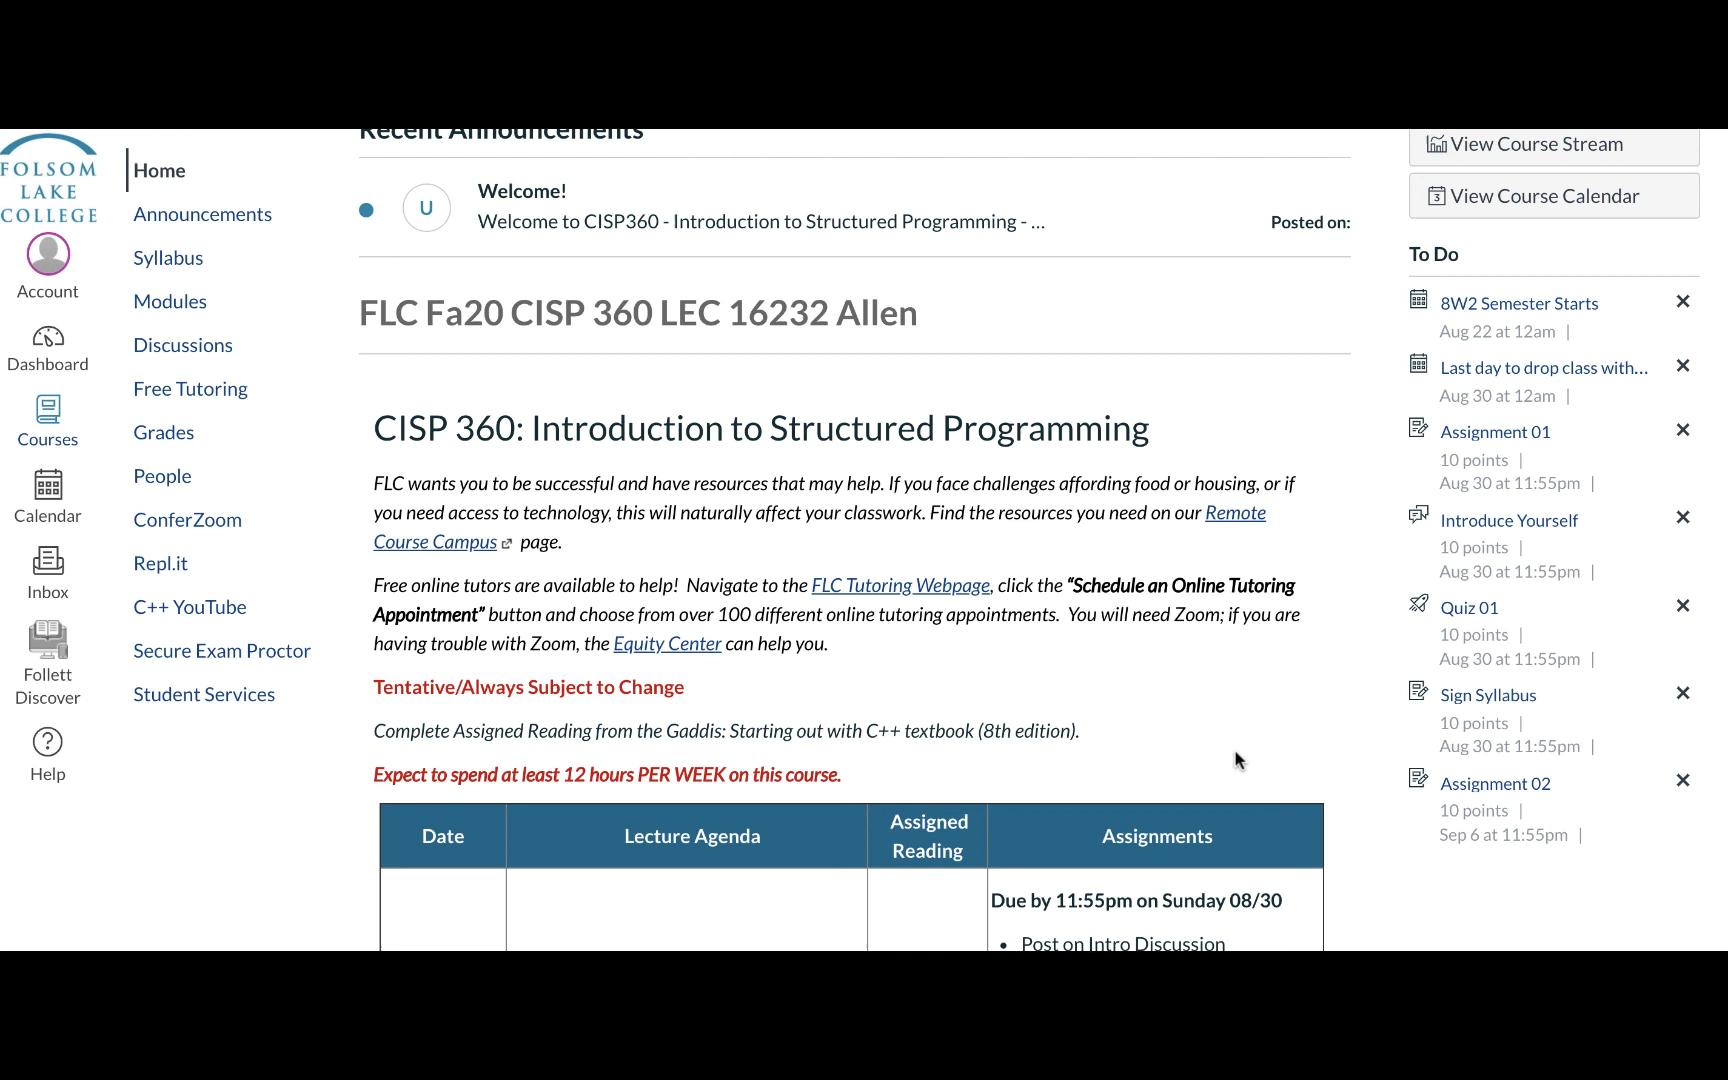 Recent Announcements
FOLSOM
LAKE
COLLEGE
Account
Dashboard
Courses
Calendar
Inbox
Follett
Discover
Help
Home
Announcements
Syllabus
Modules
Discussions
Free Tutoring
Grades
People
ConferZoom
Repl.it
C++ YouTube
Secure Exam Proctor
Student Services
U
Welcome!
Welcome to CISP360 - Introduction to Structured Programming - ...
Posted on:
FLC Fa20 CISP 360 LEC 16232 Allen
CISP 360: Introduction to Structured Programming
FLC wants you to be successful and have resources that may help. If you face challenges affording food or housing, or if
you need access to technology, this will naturally affect your classwork. Find the resources you need on our Remote
Course Campus page.
Free online tutors are available to help! Navigate to the FLC Tutoring Webpage, click the “Schedule an Online Tutoring
Appointment” button and choose from over 100 different online tutoring appointments. You will need Zoom; if you are
having trouble with Zoom, the Equity Center can help you.
Tentative/Always Subject to Change
Complete Assigned Reading from the Gaddis: Starting out with C++ textbook (8th edition).
Expect to spend at least 12 hours PER WEEK on this course.
Date
Lecture Agenda
Assigned
Reading
Assignments
Due by 11:55pm on Sunday 08/30
• Post on Intro Discussion
View Course Stream
3
View Course Calendar
To Do
8W2 Semester Starts
Aug 22 at 12am |
Last day to drop class with...
Aug 30 at 12am |
Assignment 01
10 points |
Aug 30 at 11:55pm |
Introduce Yourself
10 points |
Aug 30 at 11:55pm |
Quiz 01
10 points |
Aug 30 at 11:55pm |
Sign Syllabus
10 points |
Aug 30 at 11:55pm |
Assignment 02
10 points |
Sep 6 at 11:55pm |